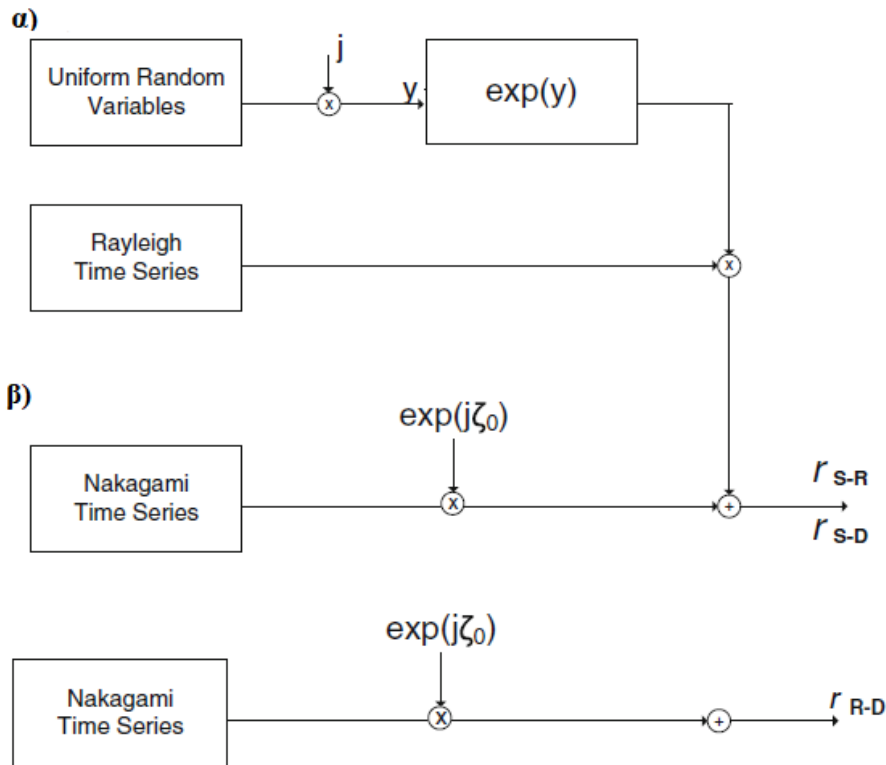 α)
Uniform Random
Variables
j
x
y
exp(y)
Rayleigh
Time Series
x
β)
exp(jζ₀)
Nakagami
Time Series
x
+
r S-R
r S-D
exp(jζ₀)
Nakagami
Time Series
x
+
r R-D